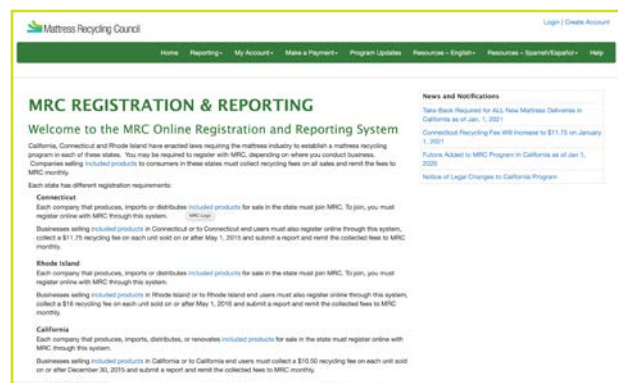 Mattress Recycling Council
Login | Create Account
Home Reporting My Account Make a Payment Program Updates Resources – English Resources – Spanish/Español Help
MRC REGISTRATION & REPORTING
Welcome to the MRC Online Registration and Reporting System
California, Connecticut and Rhode Island have enacted laws requiring the mattress industry to establish a mattress recycling
program in each of these states. You may be required to register with MRC, depending on where you conduct business.
Companies selling included products to consumers in these states must collect recycling fees on all sales and remit the fees to
MRC monthly.
Each state has different registration requirements:
Connecticut
Each company that produces, imports or distributes included products for sale in the state must join MRC. To join, you must
register online with MRC through this system.
MRC Logo
Businesses selling included products in Connecticut or to Connecticut end users must also register online through this system,
collect a $11.75 recycling fee on each unit sold on or after May 1, 2015 and submit a report and remit the collected fees to MRC
monthly.
Rhode Island
Each company that produces, imports or distributes included products for sale in the state must join MRC. To join, you must
register online with MRC through this system.
Businesses selling included products in Rhode Island or to Rhode Island end users must also register online through this system,
collect a $16 recycling fee on each unit sold on or after May 1, 2016 and submit a report and remit the collected fees to MRC
monthly.
California
Each company that produces, imports, distributes, or renovates included products for sale in the state must register online with
MRC through this system.
Businesses selling included products in California or to California end users must collect a $10.50 recycling fee on each unit sold
on or after December 30, 2015 and submit a report and remit the collected fees to MRC monthly.
News and Notifications
Take-Back Required for ALL New Mattress Deliveries in
California as of Jan. 1, 2021
Connecticut Recycling Fee Will Increase to $11.75 on January
1, 2021
Futons Added to MRC Program in California as of Jan 1,
2020
Notice of Legal Changes to California Program